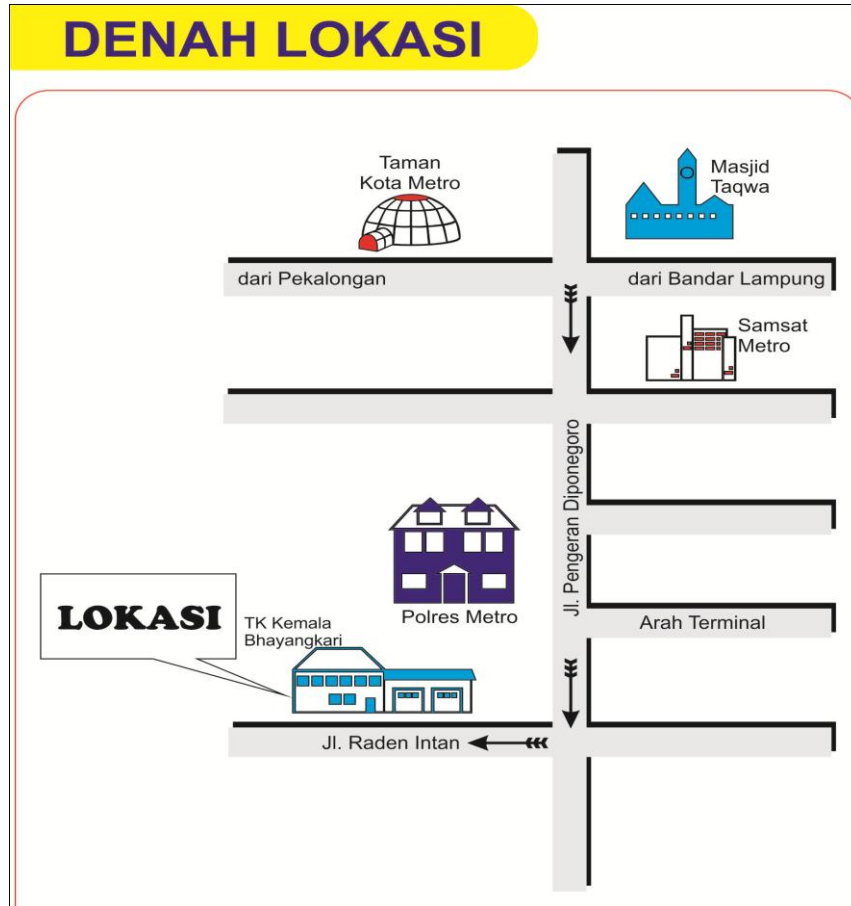 DENAH LOKASI
Taman
Kota Metro
Masjid
Taqwa
dari Pekalongan
dari Bandar Lampung
Samsat
Metro
Jl. Pengeran Diponegoro
Polres Metro
LOKASI
TK Kemala
Bhayangkari
Arah Terminal
Jl. Raden Intan